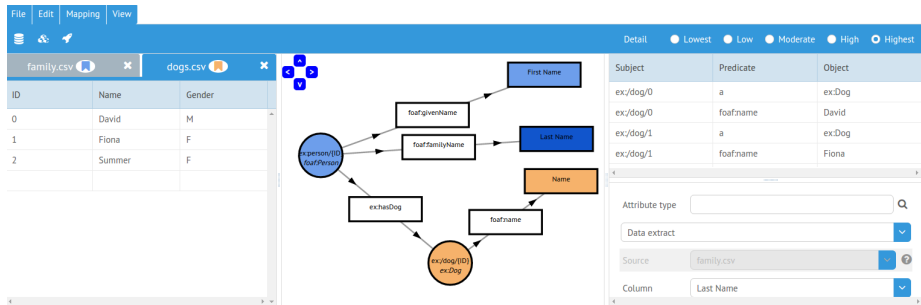 File Edit Mapping View
Detail Lowest Low Moderate High Highest
family.csv × dogs.csv ×
ID Name Gender
0 David M
1 Fiona F
2 Summer F
First Name
foaf:givenName
foaf:familyName
Last Name
ex:person/{ID}
foaf:Person
Name
ex:hasDog
foaf:name
ex:/dog/{ID}
ex:Dog
Subject Predicate Object
ex:/dog/0 a ex:Dog
ex:/dog/0 foaf:name David
ex:/dog/1 a ex:Dog
ex:/dog/1 foaf:name Fiona
Attribute type
Data extract
Source family.csv
Column Last Name